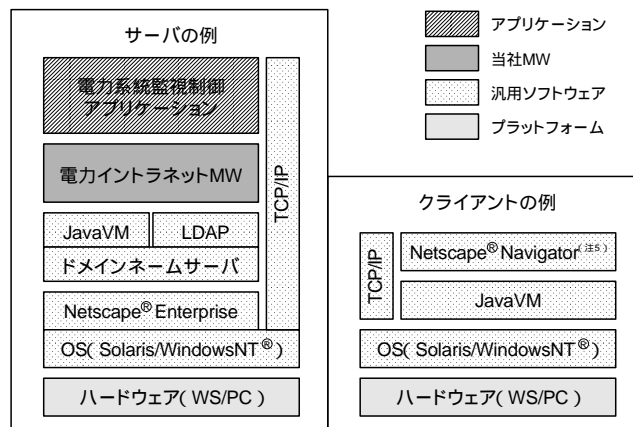 サーバの例
電力系統監視制御
アプリケーション
電力イントラネットMW
TCP/IP
JavaVM
LDAP
ドメインネームサーバ
Netscape® Enterprise
OS( Solaris/WindowsNT® )
ハードウェア( WS/PC )
アプリケーション
当社MW
汎用ソフトウェア
プラットフォーム
クライアントの例
TCP/IP
Netscape® Navigator(注5)
JavaVM
OS( Solaris/WindowsNT® )
ハードウェア( WS/PC )